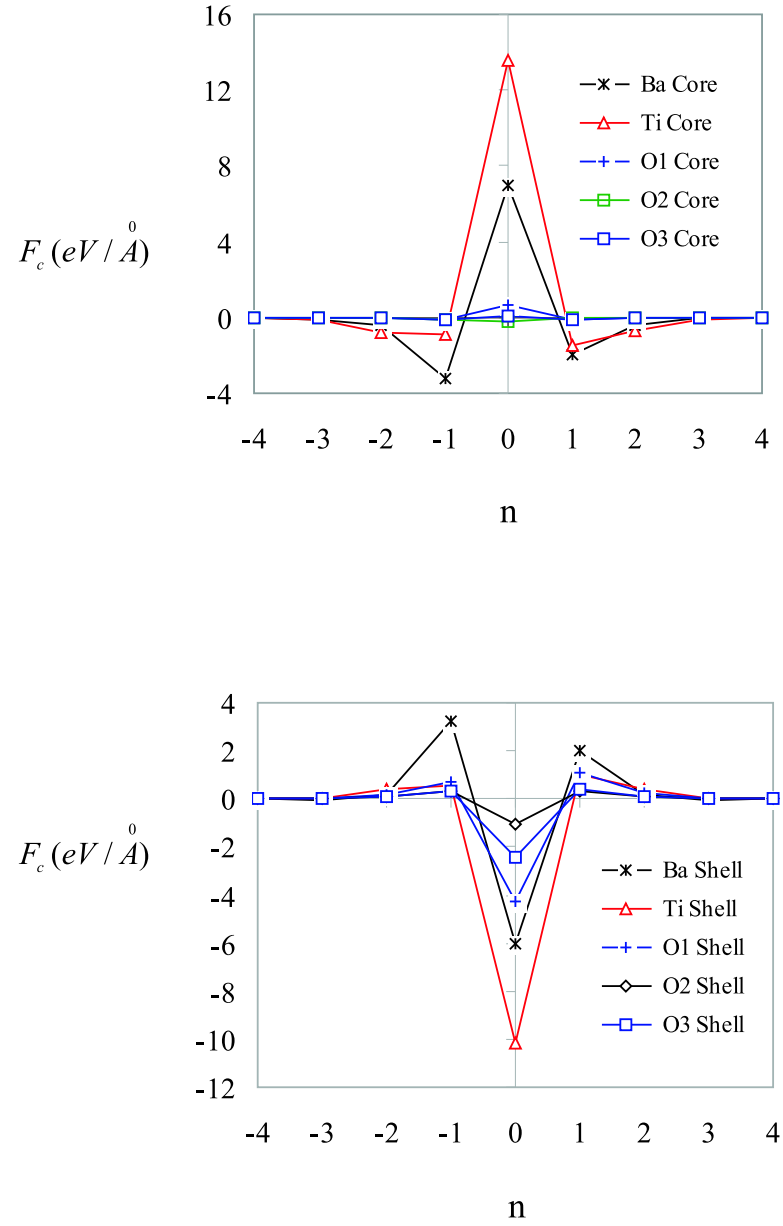 16
12
8
4
0
-4
F_c (eV / Å)
-4 -3 -2 -1 0 1 2 3 4
n
Ba Core
Ti Core
O1 Core
O2 Core
O3 Core
4
2
0
-2
-4
-6
-8
-10
-12
F_c (eV / Å)
-4 -3 -2 -1 0 1 2 3 4
n
Ba Shell
Ti Shell
O1 Shell
O2 Shell
O3 Shell